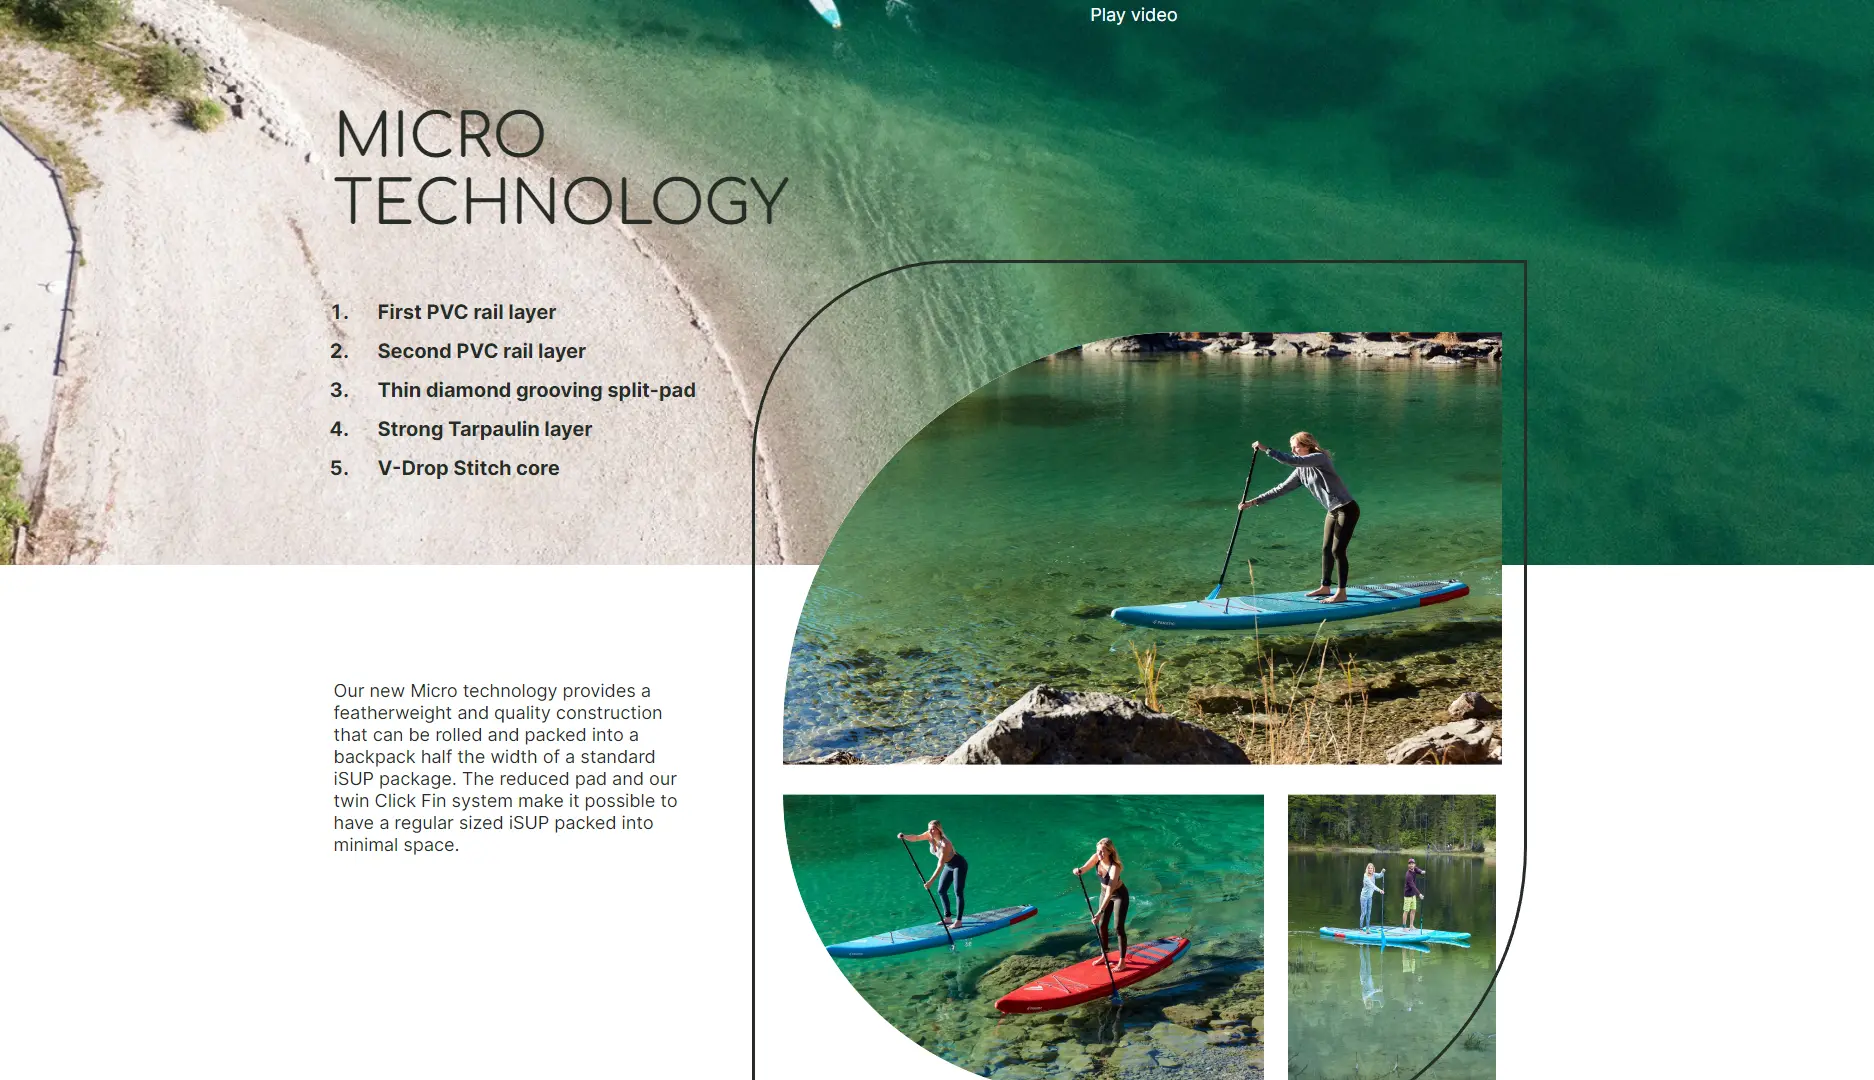 Play video
MICRO
TECHNOLOGY
1. First PVC rail layer
2. Second PVC rail layer
3. Thin diamond grooving split-pad
4. Strong Tarpaulin layer
5. V-Drop Stitch core
Our new Micro technology provides a
featherweight and quality construction
that can be rolled and packed into a
backpack half the width of a standard
iSUP package. The reduced pad and our
twin Click Fin system make it possible to
have a regular sized iSUP packed into
minimal space.